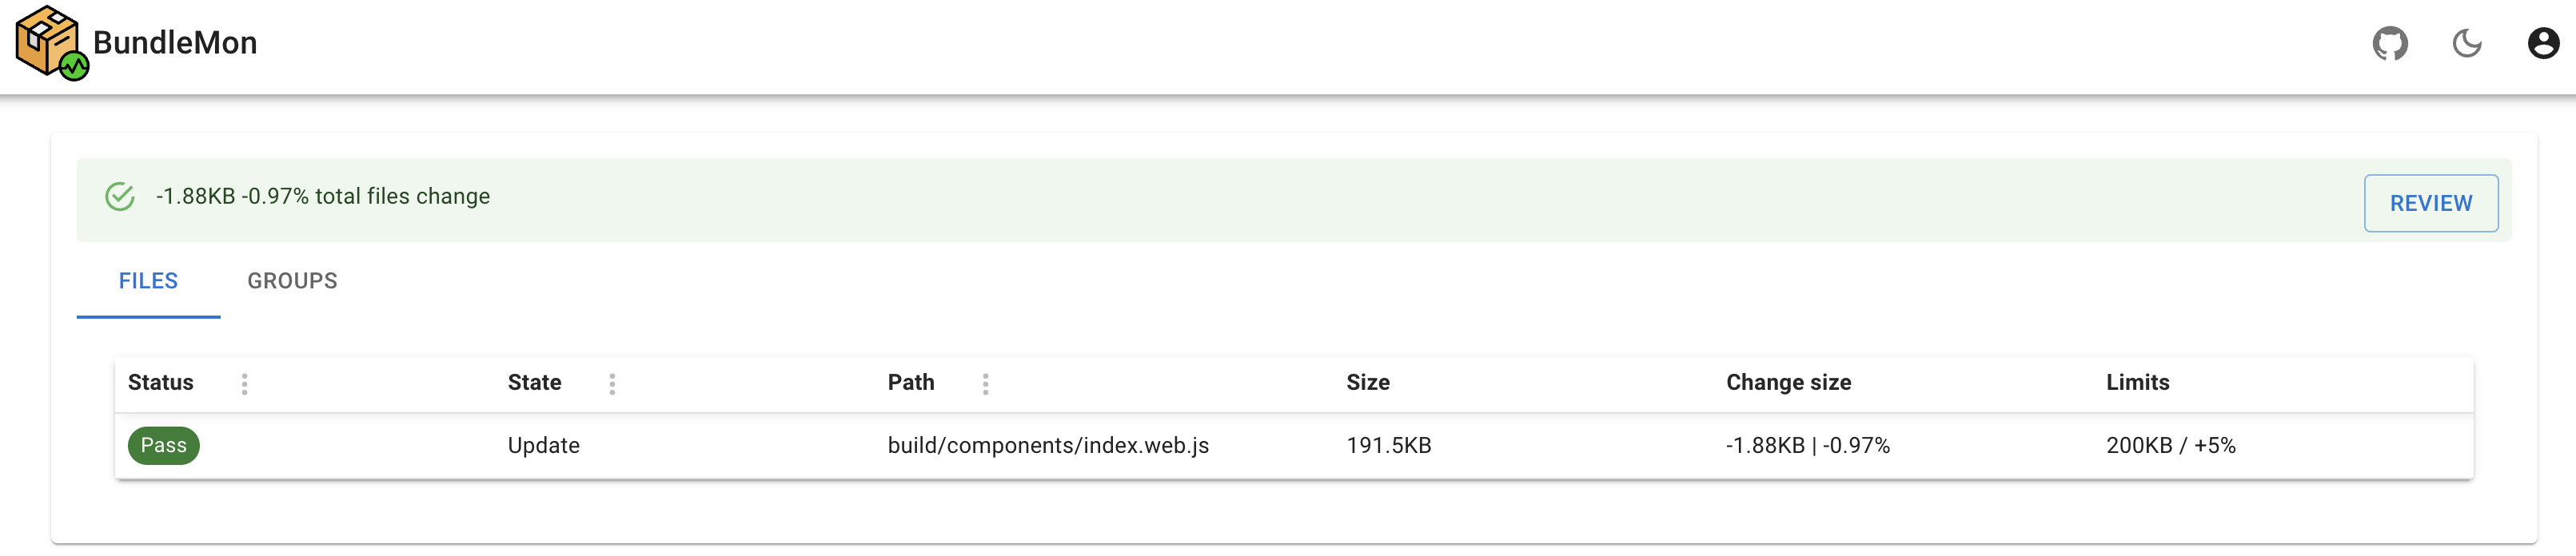 BundleMon
-1.88KB -0.97% total files change
REVIEW
FILES GROUPS
Status State Path Size Change size Limits
Pass Update build/components/index.web.js 191.5KB -1.88KB | -0.97% 200KB / +5%